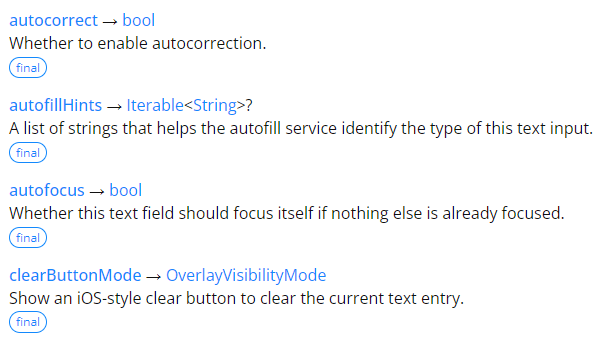 autocorrect → bool
Whether to enable autocorrection.
final
autofillHints → Iterable<String>?
A list of strings that helps the autofill service identify the type of this text input.
final
autofocus → bool
Whether this text field should focus itself if nothing else is already focused.
final
clearButtonMode → OverlayVisibilityMode
Show an iOS-style clear button to clear the current text entry.
final